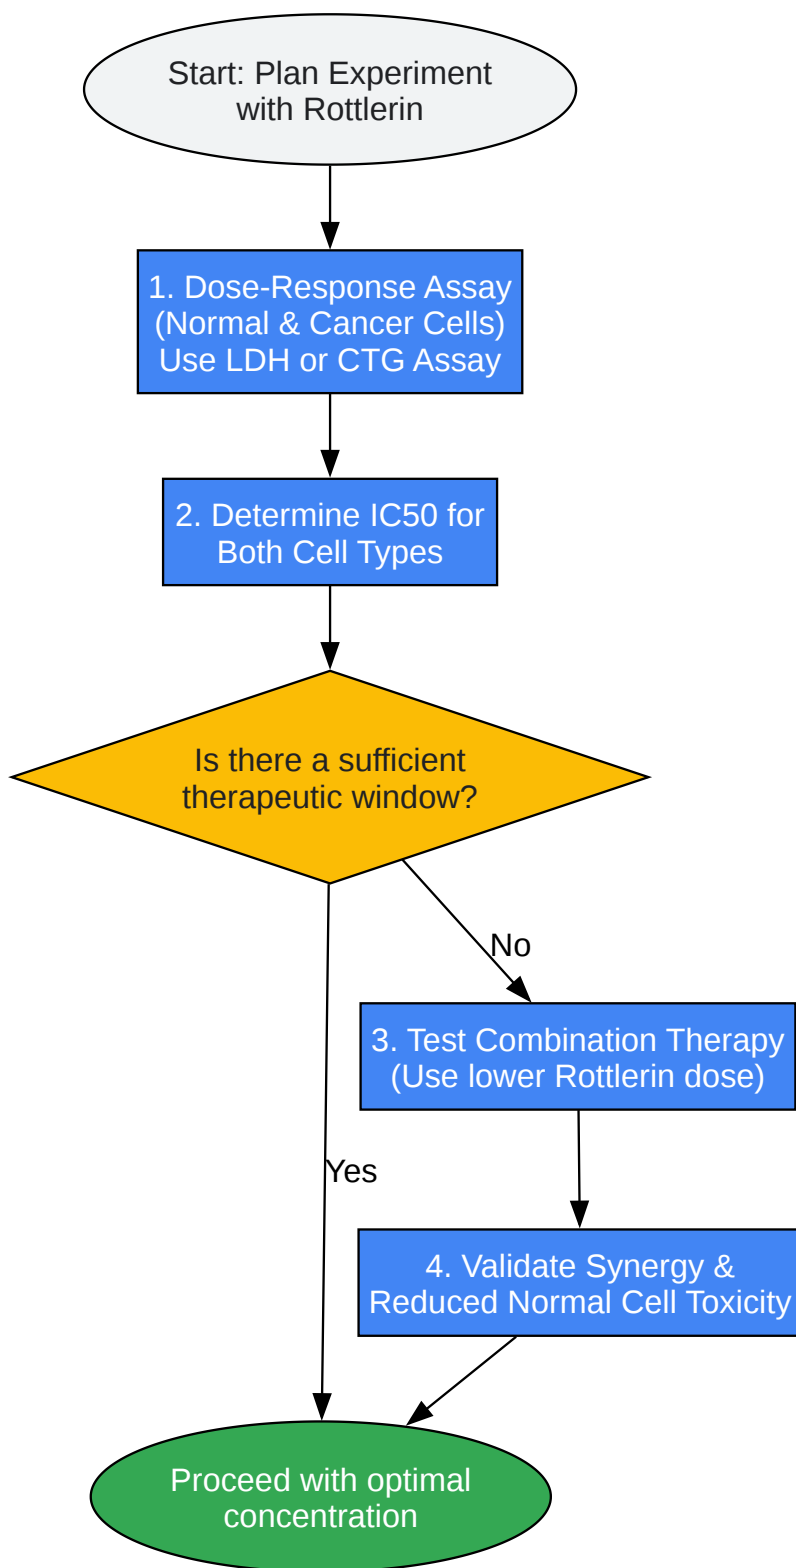 Start: Plan Experiment
with Rottlerin
1. Dose-Response Assay
(Normal & Cancer Cells)
Use LDH or CTG Assay
2. Determine IC50 for
Both Cell Types
Is there a sufficient
therapeutic window?
No
3. Test Combination Therapy
(Use lower Rottlerin dose)
Yes
4. Validate Synergy &
Reduced Normal Cell Toxicity
Proceed with optimal
concentration